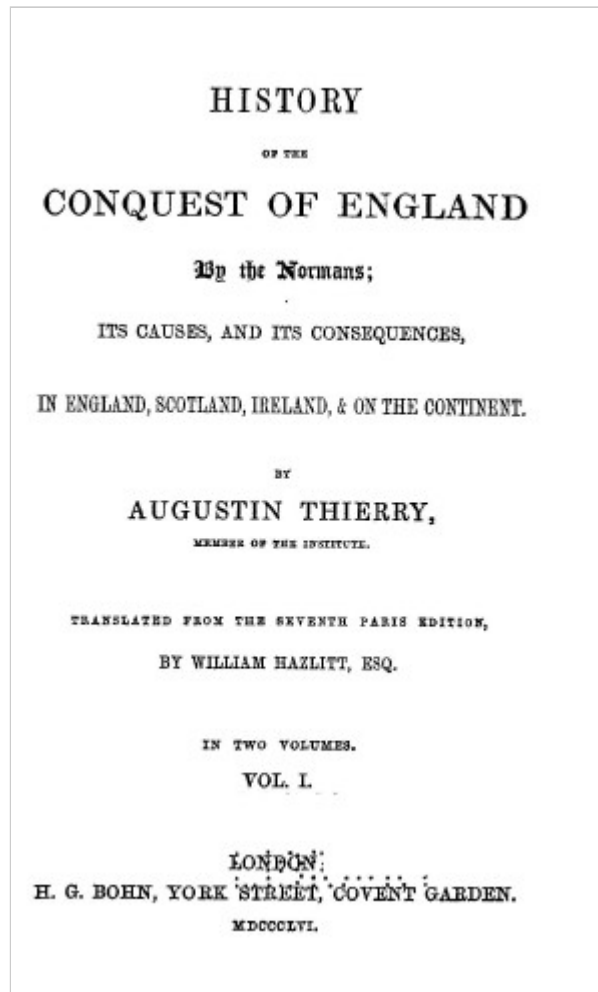 HISTORY
OF THE
CONQUEST OF ENGLAND
By the Normans;
ITS CAUSES, AND ITS CONSEQUENCES,
IN ENGLAND, SCOTLAND, IRELAND, & ON THE CONTINENT.
BY
AUGUSTIN THIERRY,
MEMBER OF THE INSTITUTE.
TRANSLATED FROM THE SEVENTH PARIS EDITION,
BY WILLIAM HAZLITT, ESQ.
IN TWO VOLUMES.
VOL. I.
LONDON:
H. G. BOHN, YORK STREET, COVENT GARDEN.
MDCCCLVI.